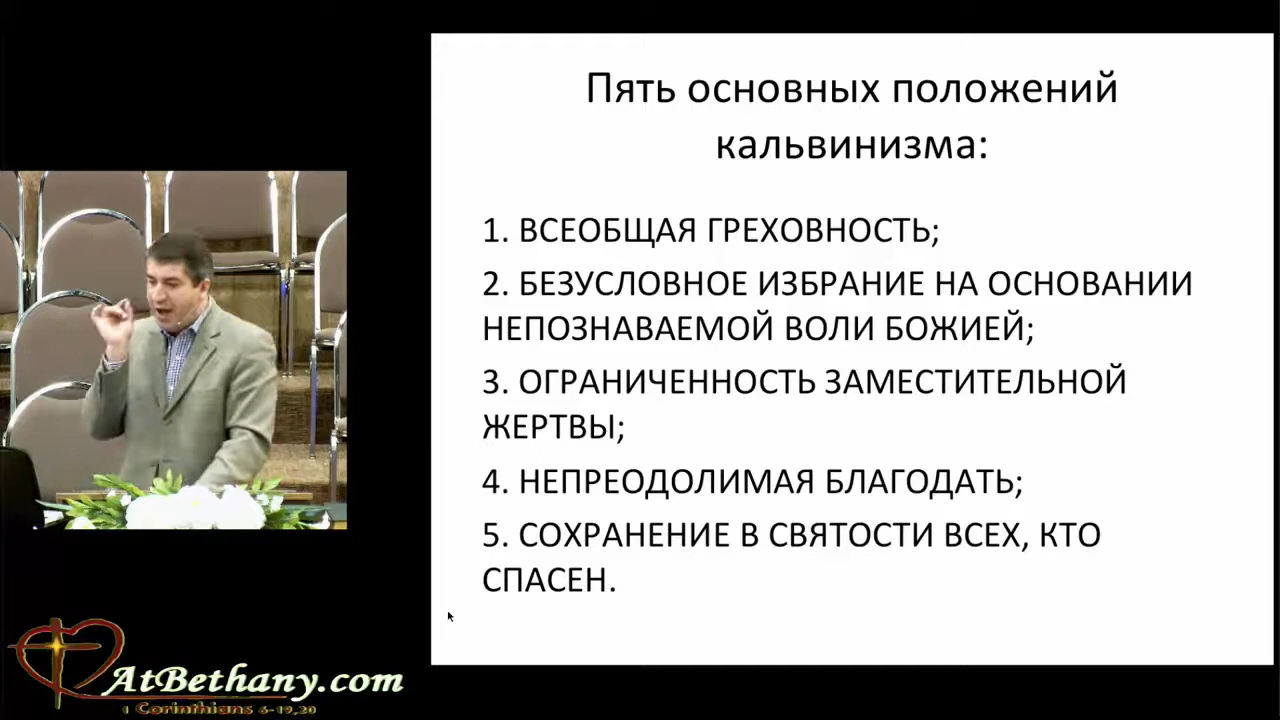 Пять основных положений
кальвинизма:
1. ВСЕОБЩАЯ ГРЕХОВНОСТЬ;
2. БЕЗУСЛОВНОЕ ИЗБРАНИЕ НА ОСНОВАНИИ
НЕПОЗНАВАЕМОЙ ВОЛИ БОЖИЕЙ;
3. ОГРАНИЧЕННОСТЬ ЗАМЕСТИТЕЛЬНОЙ
ЖЕРТВЫ;
4. НЕПРЕОДОЛИМАЯ БЛАГОДАТЬ;
5. СОХРАНЕНИЕ В СВЯТОСТИ ВСЕХ, КТО
СПАСЕН.
AtBethany.com
1 Corinthians 6-19,20